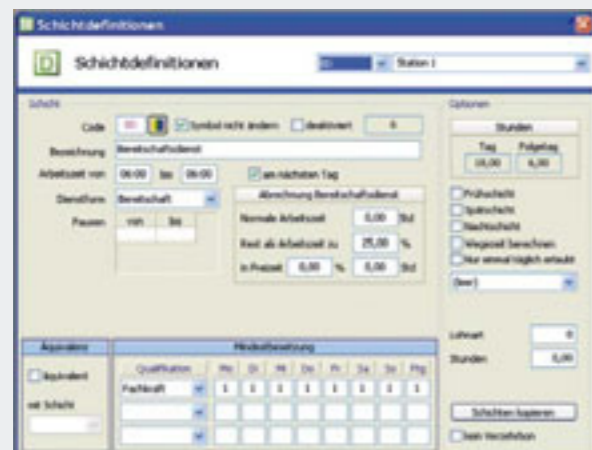 Schichtdefinitionen
Schichtdefinitionen
Station 1
Schicht
Code
Symbol nicht ändern
deaktiviert
Bezeichnung
Bereitschaftsdienst
Arbeitszeit von 06:00 bis 06:00
am nächsten Tag
Dienstform
Bereitschaft
Pausen
von bis
Abrechnung Bereitschaftsdienst
Normale Arbeitszeit 0,00 Std
Rest als Arbeitszeit zu 25,00 %
in Freizeit 0,00 % 0,00 Std
Optionen
Stunden
Tag Folgetag
18,00 6,00
Frühschicht
Spätschicht
Nachtschicht
Wegezeit berechnen
Nur einmal täglich erlaubt
(leer)
Lohnart 0
Stunden 0,00
Schichten kopieren
Äquivalenz
äquivalent
mit Schicht
Mindestbesetzung
Qualifikation Mo Di Mi Do Fr Sa So Ftg
Fachkraft 1 1 1 1 1 1 1 1